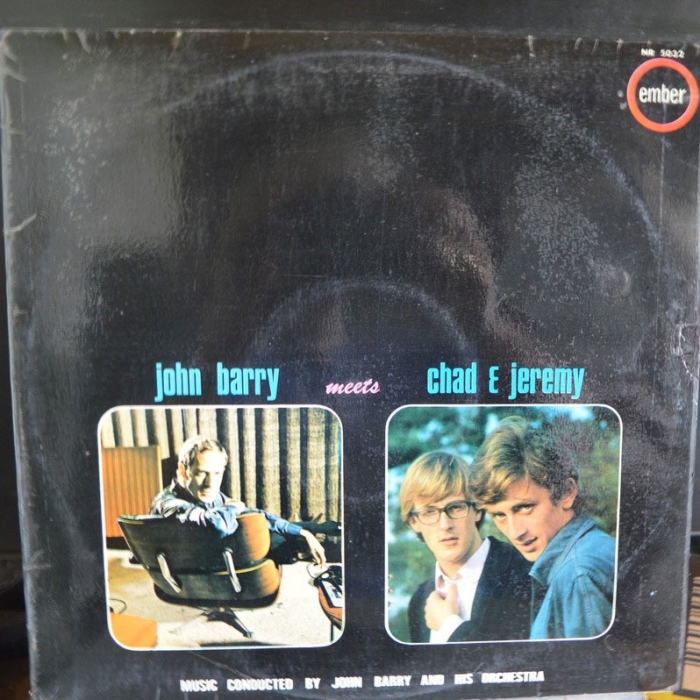 NR 5032
ember
john barry meets chad & jeremy
MUSIC CONDUCTED BY JOHN BARRY AND HIS ORCHESTRA